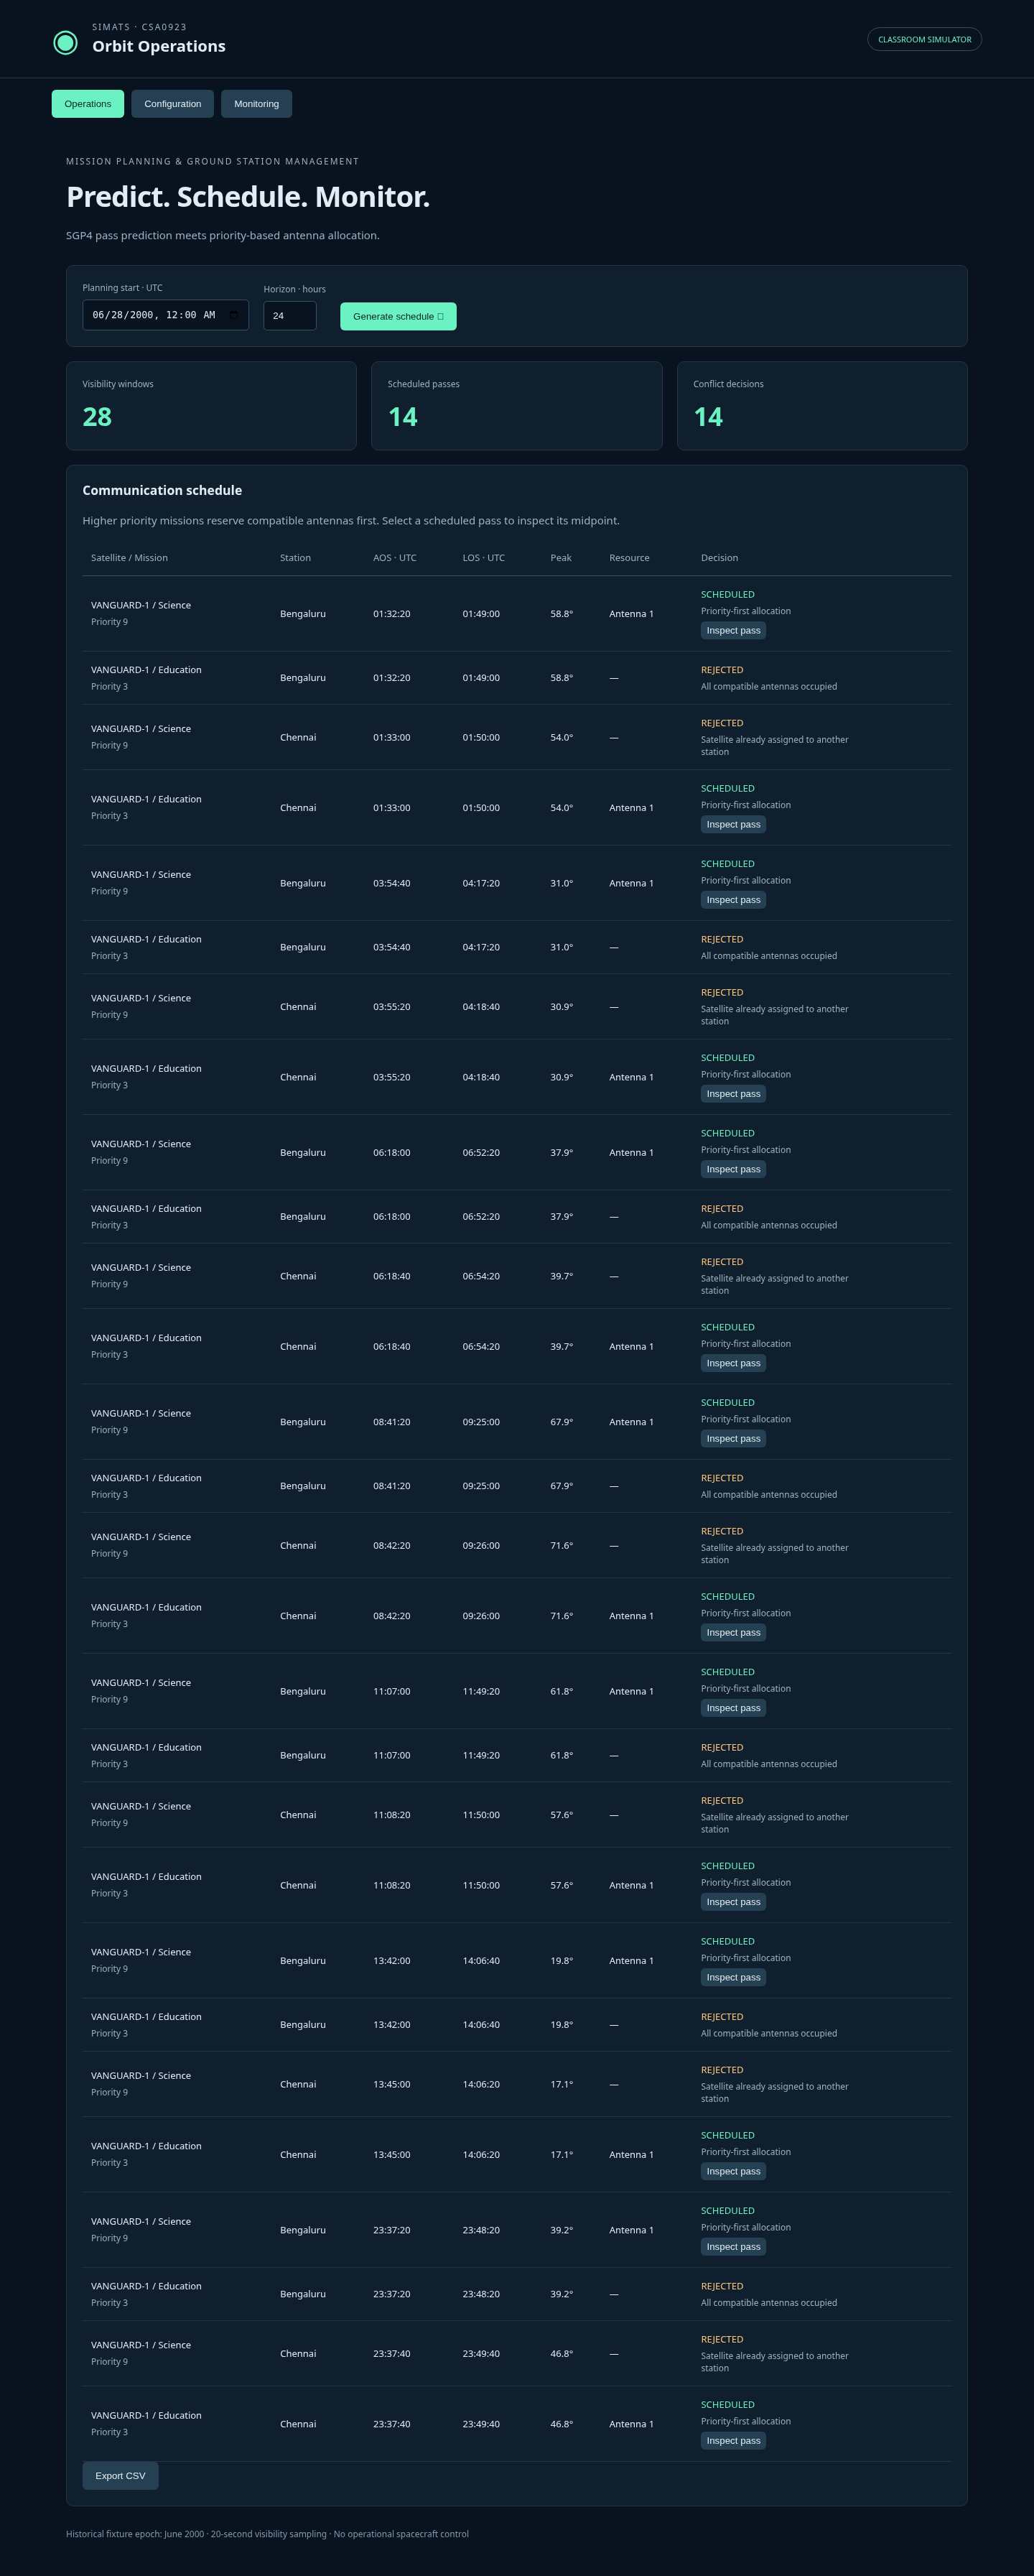 SIMATS · CSA0923
Orbit Operations
CLASSROOM SIMULATOR
Operations Configuration Monitoring
MISSION PLANNING & GROUND STATION MANAGEMENT
Predict. Schedule. Monitor.
SGP4 pass prediction meets priority-based antenna allocation.
Planning start · UTC Horizon · hours
06/28/2000, 12:00 AM 24 Generate schedule
Visibility windows Scheduled passes Conflict decisions
28 14 14
Communication schedule
Higher priority missions reserve compatible antennas first. Select a scheduled pass to inspect its midpoint.
Satellite / Mission Station AOS · UTC LOS · UTC Peak Resource Decision
VANGUARD-1 / Science Priority 9 Bengaluru 01:32:20 01:49:00 58.8° Antenna 1 SCHEDULED Priority-first allocation Inspect pass
VANGUARD-1 / Education Priority 3 Bengaluru 01:32:20 01:49:00 58.8° — REJECTED All compatible antennas occupied
VANGUARD-1 / Science Priority 9 Chennai 01:33:00 01:50:00 54.0° — REJECTED Satellite already assigned to another station
VANGUARD-1 / Education Priority 3 Chennai 01:33:00 01:50:00 54.0° Antenna 1 SCHEDULED Priority-first allocation Inspect pass
VANGUARD-1 / Science Priority 9 Bengaluru 03:54:40 04:17:20 31.0° Antenna 1 SCHEDULED Priority-first allocation Inspect pass
VANGUARD-1 / Education Priority 3 Bengaluru 03:54:40 04:17:20 31.0° — REJECTED All compatible antennas occupied
VANGUARD-1 / Science Priority 9 Chennai 03:55:20 04:18:40 30.9° — REJECTED Satellite already assigned to another station
VANGUARD-1 / Education Priority 3 Chennai 03:55:20 04:18:40 30.9° Antenna 1 SCHEDULED Priority-first allocation Inspect pass
VANGUARD-1 / Science Priority 9 Bengaluru 06:18:00 06:52:20 37.9° Antenna 1 SCHEDULED Priority-first allocation Inspect pass
VANGUARD-1 / Education Priority 3 Bengaluru 06:18:00 06:52:20 37.9° — REJECTED All compatible antennas occupied
VANGUARD-1 / Science Priority 9 Chennai 06:18:40 06:54:20 39.7° — REJECTED Satellite already assigned to another station
VANGUARD-1 / Education Priority 3 Chennai 06:18:40 06:54:20 39.7° Antenna 1 SCHEDULED Priority-first allocation Inspect pass
VANGUARD-1 / Science Priority 9 Bengaluru 08:41:20 09:25:00 67.9° Antenna 1 SCHEDULED Priority-first allocation Inspect pass
VANGUARD-1 / Education Priority 3 Bengaluru 08:41:20 09:25:00 67.9° — REJECTED All compatible antennas occupied
VANGUARD-1 / Science Priority 9 Chennai 08:42:20 09:26:00 71.6° — REJECTED Satellite already assigned to another station
VANGUARD-1 / Education Priority 3 Chennai 08:42:20 09:26:00 71.6° Antenna 1 SCHEDULED Priority-first allocation Inspect pass
VANGUARD-1 / Science Priority 9 Bengaluru 11:07:00 11:49:20 61.8° Antenna 1 SCHEDULED Priority-first allocation Inspect pass
VANGUARD-1 / Education Priority 3 Bengaluru 11:07:00 11:49:20 61.8° — REJECTED All compatible antennas occupied
VANGUARD-1 / Science Priority 9 Chennai 11:08:20 11:50:00 57.6° — REJECTED Satellite already assigned to another station
VANGUARD-1 / Education Priority 3 Chennai 11:08:20 11:50:00 57.6° Antenna 1 SCHEDULED Priority-first allocation Inspect pass
VANGUARD-1 / Science Priority 9 Bengaluru 13:42:00 14:06:40 19.8° Antenna 1 SCHEDULED Priority-first allocation Inspect pass
VANGUARD-1 / Education Priority 3 Bengaluru 13:42:00 14:06:40 19.8° — REJECTED All compatible antennas occupied
VANGUARD-1 / Science Priority 9 Chennai 13:45:00 14:06:20 17.1° — REJECTED Satellite already assigned to another station
VANGUARD-1 / Education Priority 3 Chennai 13:45:00 14:06:20 17.1° Antenna 1 SCHEDULED Priority-first allocation Inspect pass
VANGUARD-1 / Science Priority 9 Bengaluru 23:37:20 23:48:20 39.2° Antenna 1 SCHEDULED Priority-first allocation Inspect pass
VANGUARD-1 / Education Priority 3 Bengaluru 23:37:20 23:48:20 39.2° — REJECTED All compatible antennas occupied
VANGUARD-1 / Science Priority 9 Chennai 23:37:40 23:49:40 46.8° — REJECTED Satellite already assigned to another station
VANGUARD-1 / Education Priority 3 Chennai 23:37:40 23:49:40 46.8° Antenna 1 SCHEDULED Priority-first allocation Inspect pass
Export CSV
Historical fixture epoch: June 2000 · 20-second visibility sampling · No operational spacecraft control